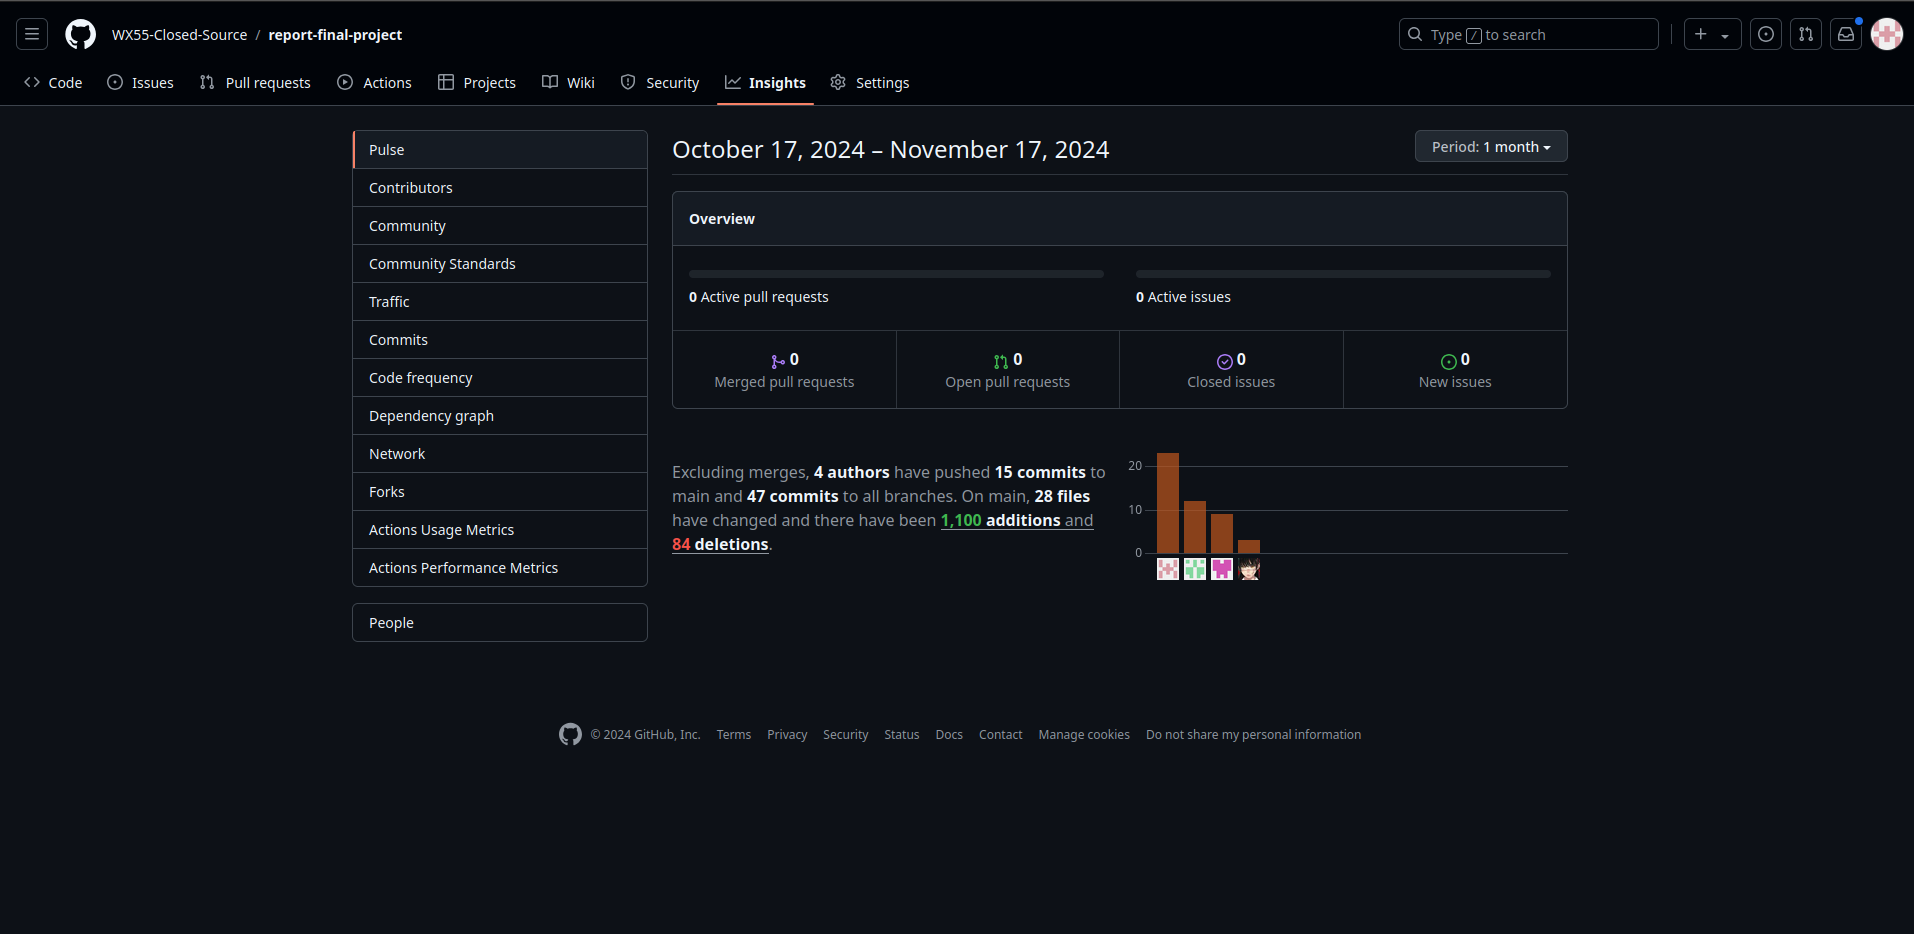 WX55-Closed-Source / report-final-project
Type / to search
Code Issues Pull requests Actions Projects Wiki Security Insights Settings
Pulse
Contributors
Community
Community Standards
Traffic
Commits
Code frequency
Dependency graph
Network
Forks
Actions Usage Metrics
Actions Performance Metrics
People
October 17, 2024 – November 17, 2024
Period: 1 month
Overview
0 Active pull requests
0 Active issues
0
Merged pull requests
0
Open pull requests
0
Closed issues
0
New issues
Excluding merges, 4 authors have pushed 15 commits to
main and 47 commits to all branches. On main, 28 files
have changed and there have been 1,100 additions and
84 deletions.
20
10
0
© 2024 GitHub, Inc. Terms Privacy Security Status Docs Contact Manage cookies Do not share my personal information